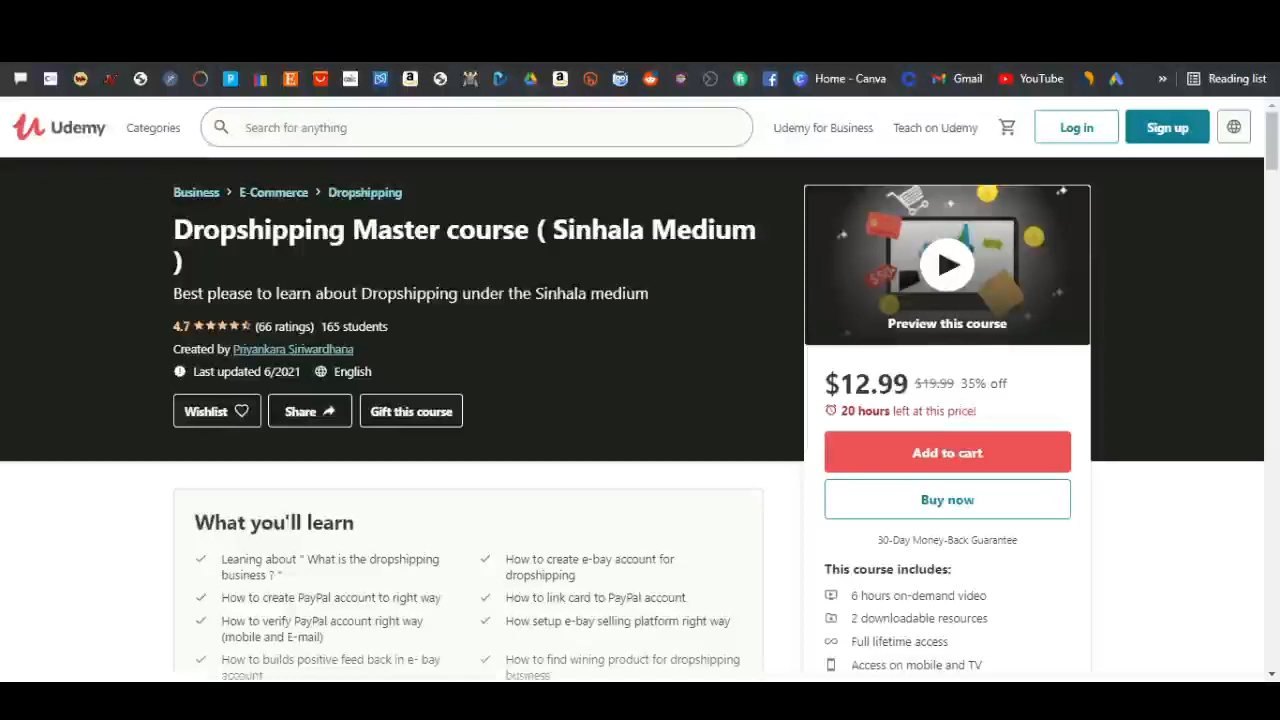 Home - Canva
Gmail
YouTube
»
Reading list
Udemy
Categories
Search for anything
Udemy for Business
Teach on Udemy
Log in
Sign up
Business > E-Commerce > Dropshipping
Dropshipping Master course ( Sinhala Medium
)
Best please to learn about Dropshipping under the Sinhala medium
4.7 (66 ratings) 165 students
Created by Priyankara Siriwardhana
Last updated 6/2021 English
Wishlist
Share
Gift this course
Preview this course
$12.99 $19.99 35% off
20 hours left at this price!
Add to cart
Buy now
30-Day Money-Back Guarantee
This course includes:
6 hours on-demand video
2 downloadable resources
Full lifetime access
Access on mobile and TV
What you'll learn
Leaning about " What is the dropshipping
business ? "
How to create e-bay account for
dropshipping
How to create PayPal account to right way
How to link card to PayPal account
How to verify PayPal account right way
(mobile and E-mail)
How setup e-bay selling platform right way
How to builds positive feed back in e- bay
account
How to find wining product for dropshipping
business